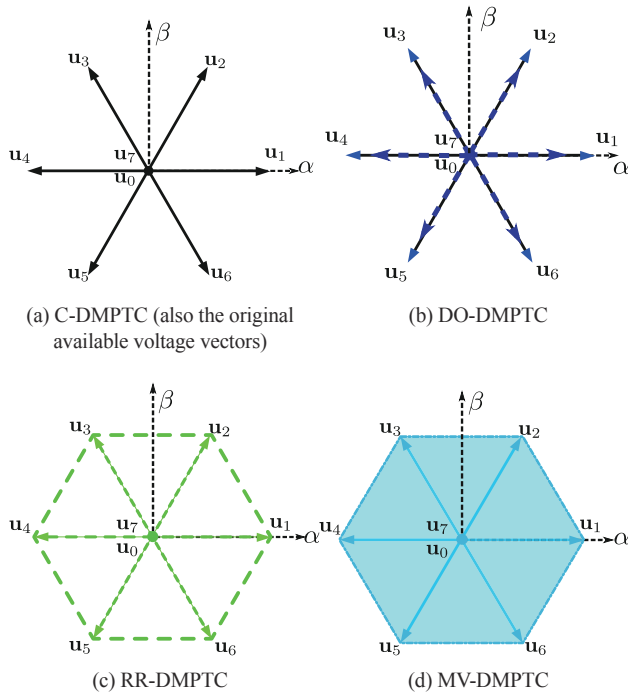 β
u₃ u₂
u₄ u₇ u₁
u₀ α
u₅ u₆
(a) C-DMPTC (also the original
available voltage vectors)
β
u₃ u₂
u₄ u₇ u₁
u₀ α
u₅ u₆
(b) DO-DMPTC
β
u₃ u₂
u₄ u₇ u₁
u₀ α
u₅ u₆
(c) RR-DMPTC
β
u₃ u₂
u₄ u₇ u₁
u₀ α
u₅ u₆
(d) MV-DMPTC